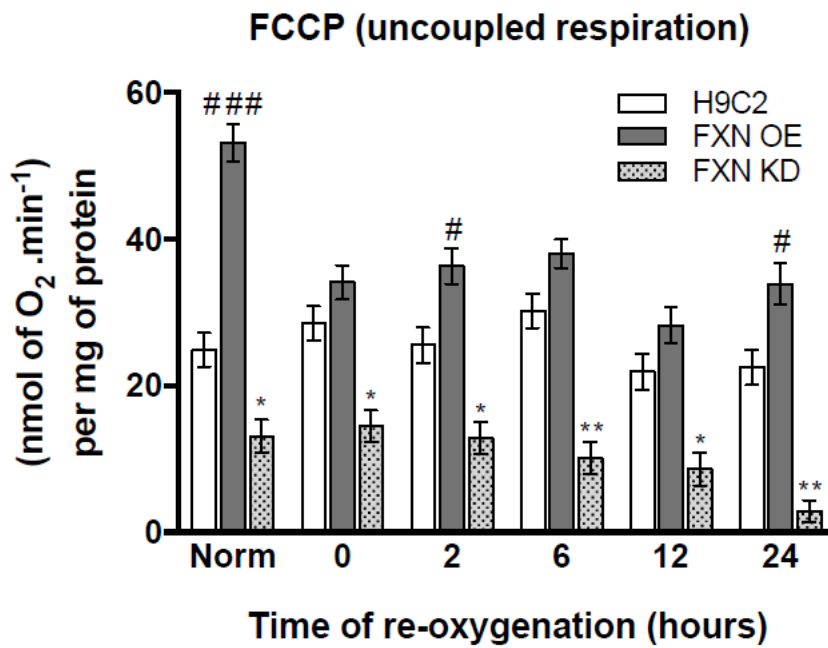 FCCP (uncoupled respiration)
(nmol of O₂ .min⁻¹)
per mg of protein
60
40
20
0
H9C2
FXN OE
FXN KD
###
*
*
#
*
**
*
#
**
Norm 0 2 6 12 24
Time of re-oxygenation (hours)